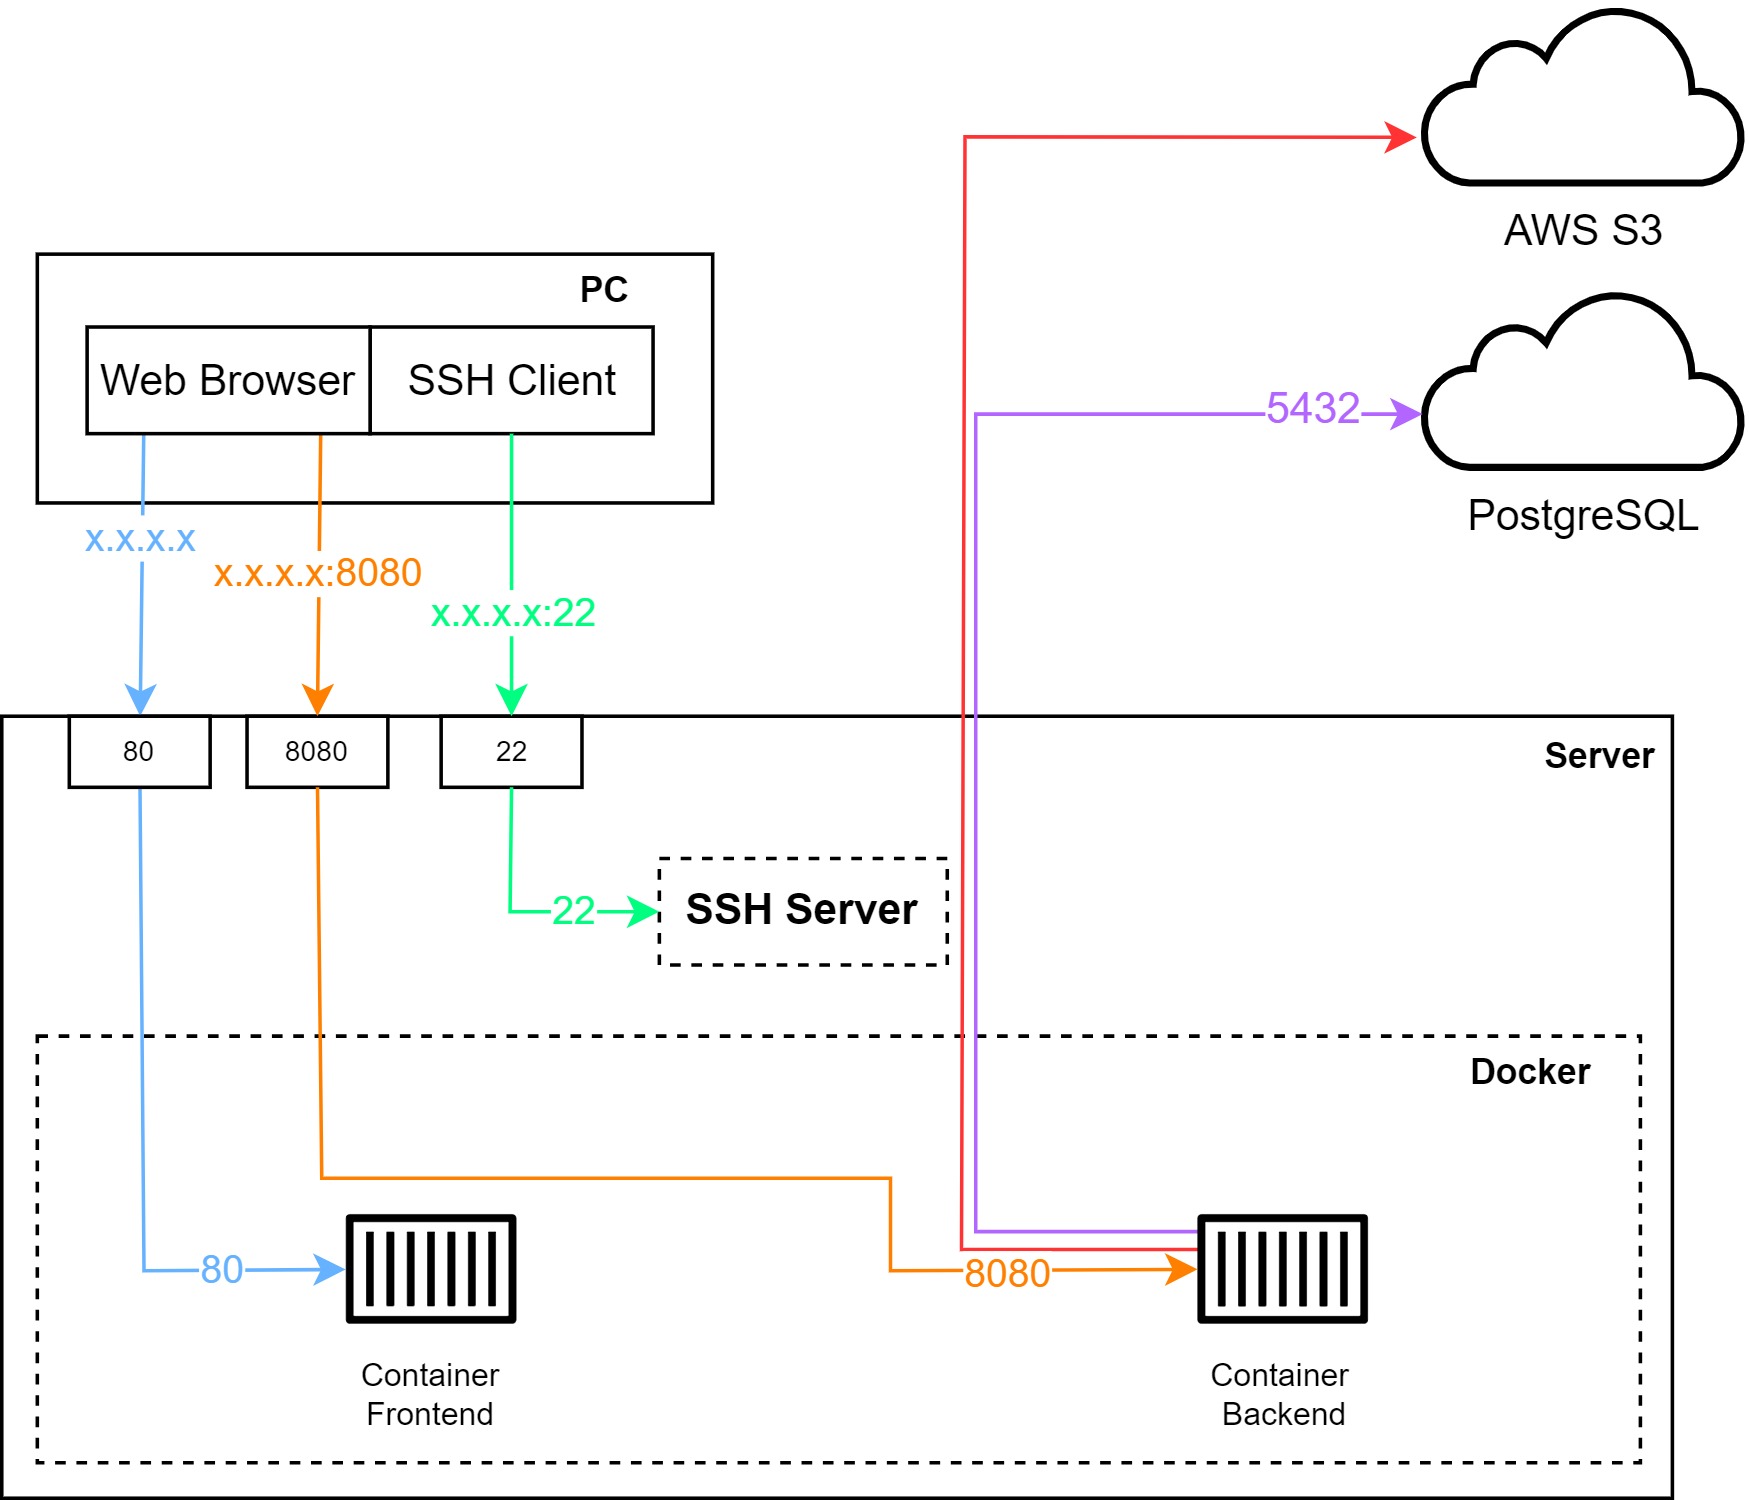 AWS S3
PC
Web Browser
SSH Client
5432
PostgreSQL
x.x.x.x
x.x.x.x:8080
x.x.x.x:22
80
8080
22
Server
22
SSH Server
Docker
80
8080
Container
Frontend
Container
Backend